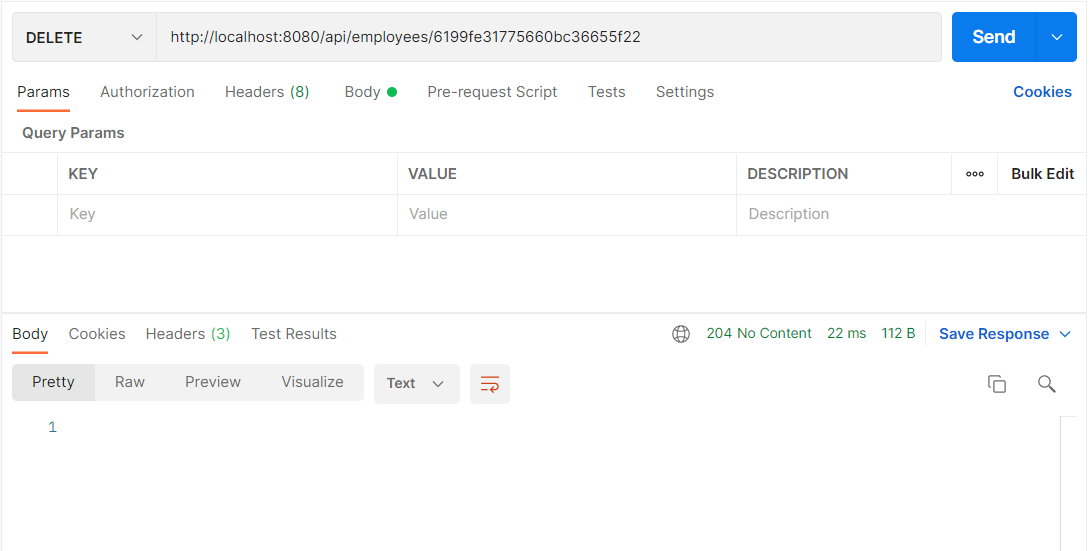 DELETE http://localhost:8080/api/employees/6199fe31775660bc36655f22 Send
Params Authorization Headers (8) Body Pre-request Script Tests Settings Cookies
Query Params
KEY VALUE DESCRIPTION Bulk Edit
Key Value Description
Body Cookies Headers (3) Test Results 204 No Content 22 ms 112 B Save Response
Pretty Raw Preview Visualize Text
1